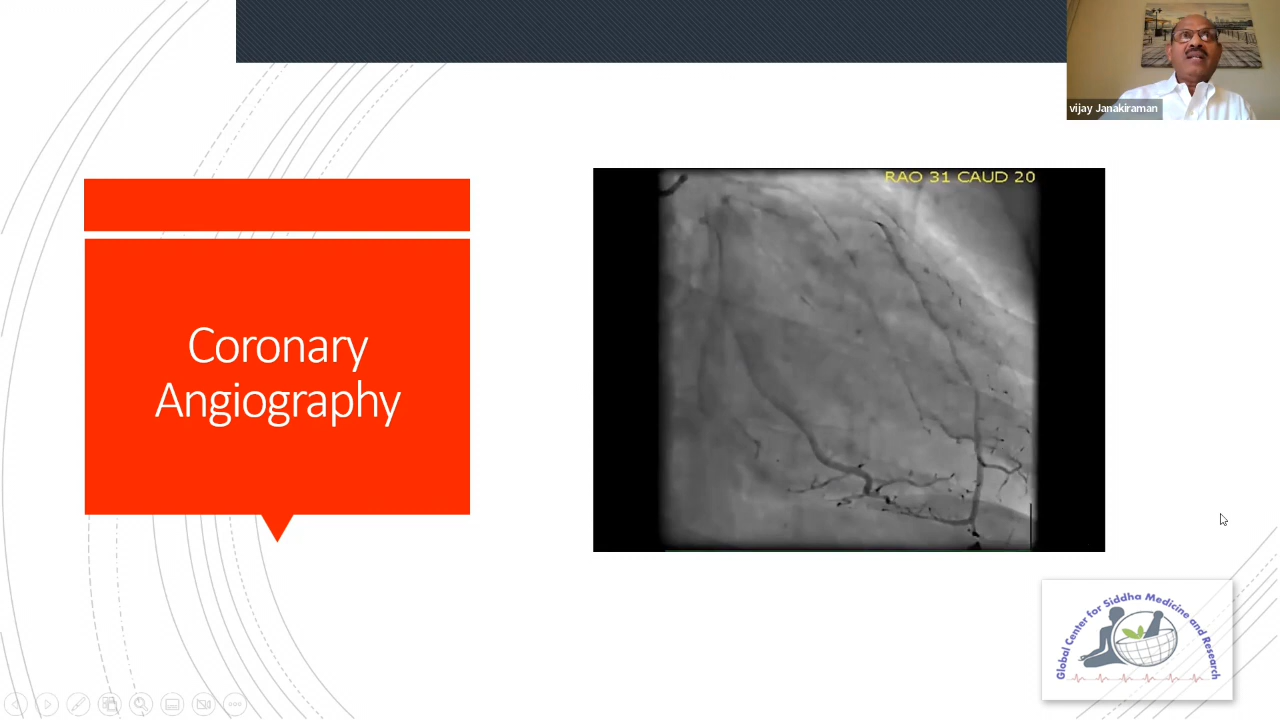 vijay Janakiraman
RAO 31 CAUD 20
Coronary
Angiography
Global Center for Siddha Medicine and Research